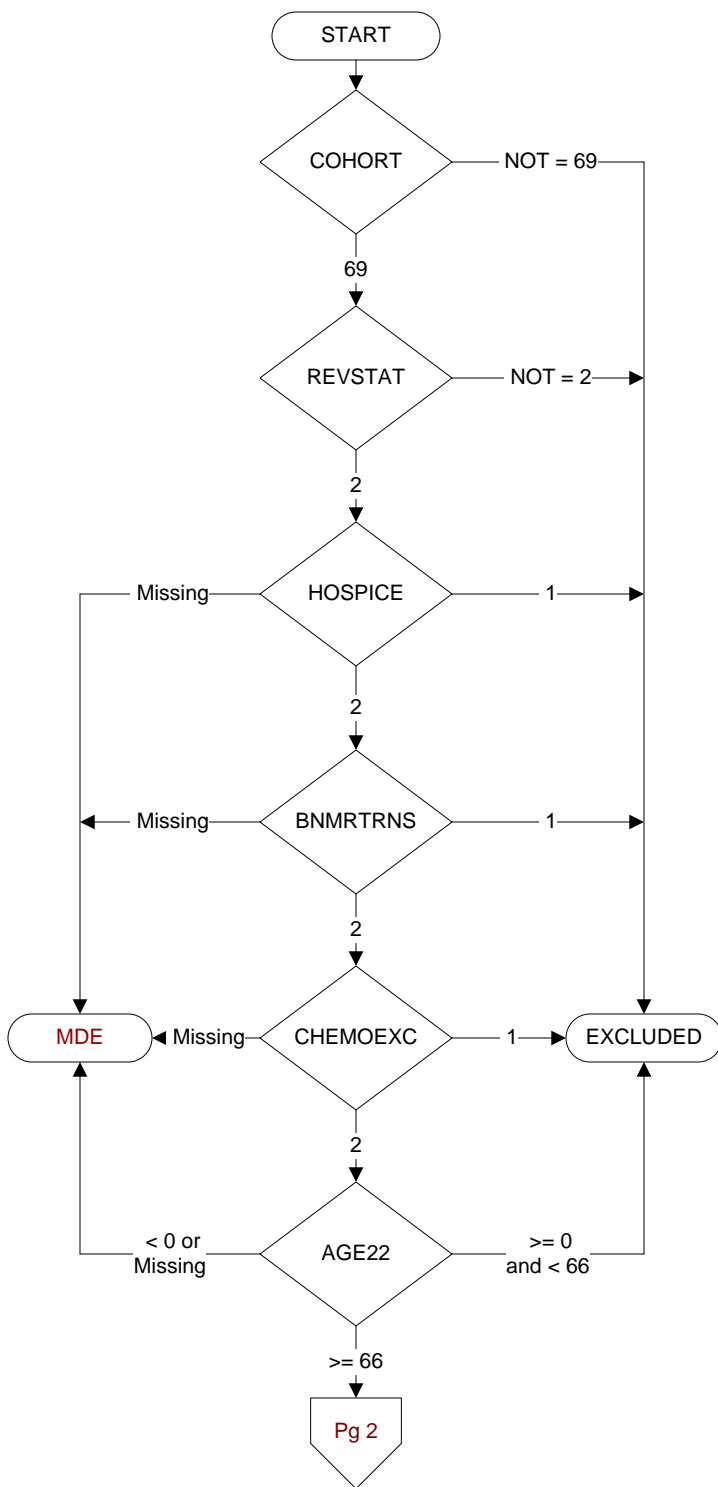 START
COHORT
NOT = 69
69
REVSTAT
NOT = 2
2
Missing
HOSPICE
1
2
Missing
BNMRTRNS
1
2
MDE
Missing
CHEMOEXC
1
EXCLUDED
2
< 0 or
Missing
AGE22
>= 0
and < 66
>= 66
Pg 2